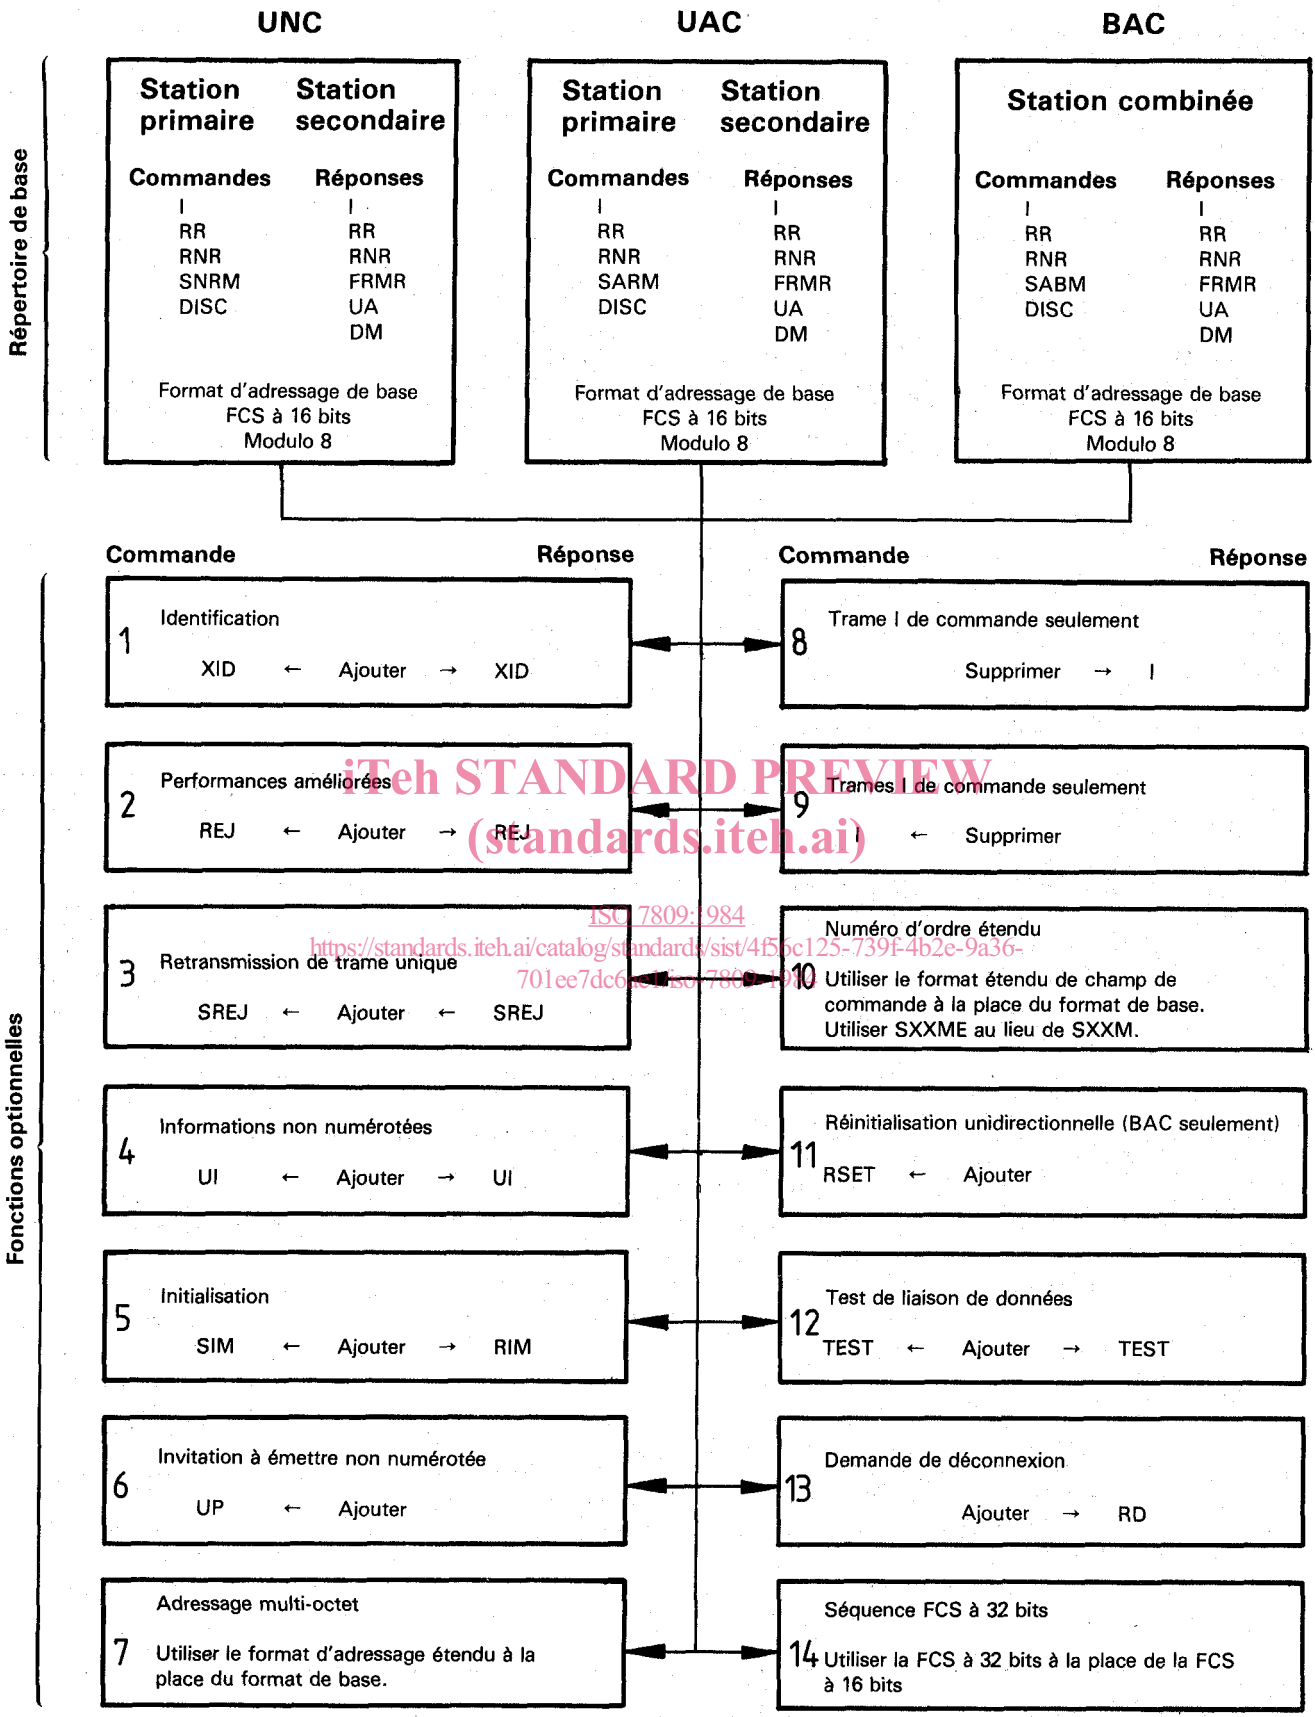 UNC
UAC
BAC
Répertoire de base
Station primaire
Station secondaire
Commandes
Réponses
I
I
RR
RR
RNR
RNR
SNRM
FRMR
DISC
UA
DM
Format d'adressage de base
FCS à 16 bits
Modulo 8
Station primaire
Station secondaire
Commandes
Réponses
I
I
RR
RR
RNR
RNR
SARM
FRMR
DISC
UA
DM
Format d'adressage de base
FCS à 16 bits
Modulo 8
Station combinée
Commandes
Réponses
I
I
RR
RR
RNR
RNR
SABM
FRMR
DISC
UA
DM
Format d'adressage de base
FCS à 16 bits
Modulo 8
Fonctions optionnelles
Commande
Réponse
Commande
Réponse
1
Identification
XID ← Ajouter → XID
2
Performances améliorées
REJ ← Ajouter → REJ
3
Retransmission de trame unique
SREJ ← Ajouter ← SREJ
4
Informations non numérotées
UI ← Ajouter → UI
5
Initialisation
SIM ← Ajouter → RIM
6
Invitation à émettre non numérotée
UP ← Ajouter
7
Adressage multi-octet
Utiliser le format d'adressage étendu à la
place du format de base.
8
Trame I de commande seulement
Supprimer → I
9
Trames I de commande seulement
I ← Supprimer
10
Numéro d'ordre étendu
Utiliser le format étendu de champ de
commande à la place du format de base.
Utiliser SXXME au lieu de SXXM.
11
Réinitialisation unidirectionnelle (BAC seulement)
RSET ← Ajouter
12
Test de liaison de données
TEST ← Ajouter → TEST
13
Demande de déconnexion
Ajouter → RD
14
Séquence FCS à 32 bits
Utiliser la FCS à 32 bits à la place de la FCS
à 16 bits
iTeh STANDARD PREVIEW
(standards.iteh.ai)
ISO 7809:1984
https://standards.iteh.ai/catalog/standards/sist/4f56c125-739f-4b2e-9a36-